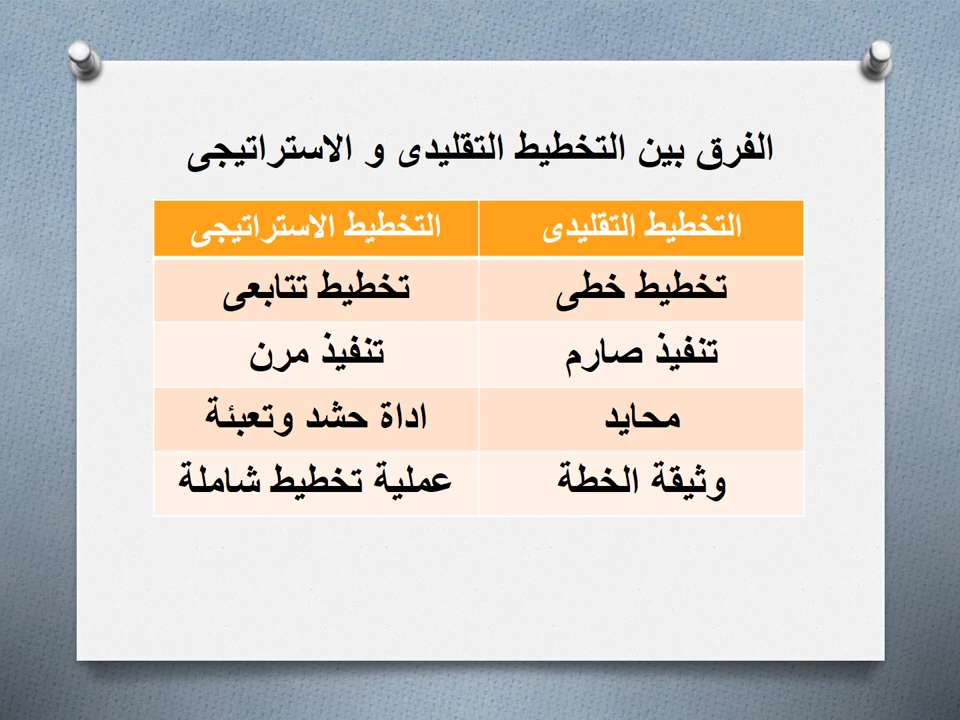 الفرق بين التخطيط التقليدى و الاستراتيجى
التخطيط التقليدى التخطيط الاستراتيجى
تخطيط خطى تخطيط تتابعى
تنفيذ صارم تنفيذ مرن
محايد اداة حشد وتعبئة
وثيقة الخطة عملية تخطيط شاملة